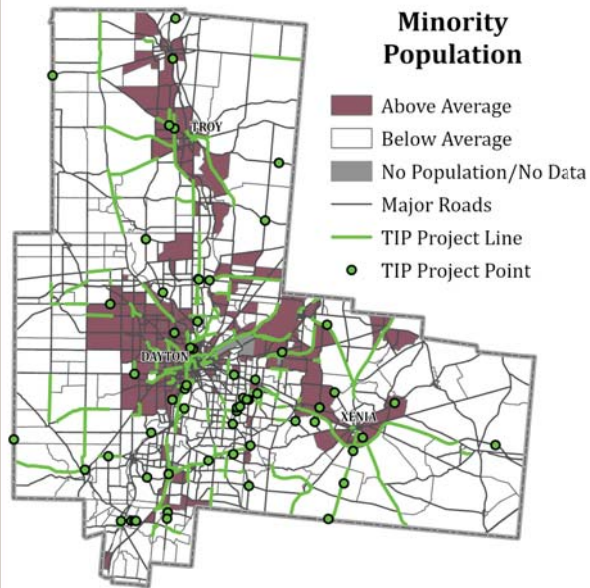 Minority
Population
Above Average
Below Average
No Population/No Data
Major Roads
TIP Project Line
TIP Project Point
TROY
DAYTON
XENIA